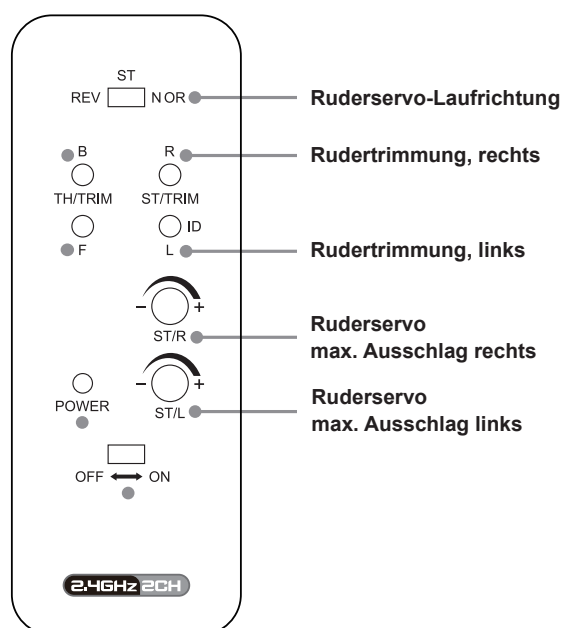 ST
REV NOR
Ruderservo-Laufrichtung
B R
Rudertrimmung, rechts
TH/TRIM ST/TRIM
ID
F L
Rudertrimmung, links
- +
ST/R
Ruderservo
max. Ausschlag rechts
- +
POWER
ST/L
Ruderservo
max. Ausschlag links
OFF ON
2.4GHz 2CH